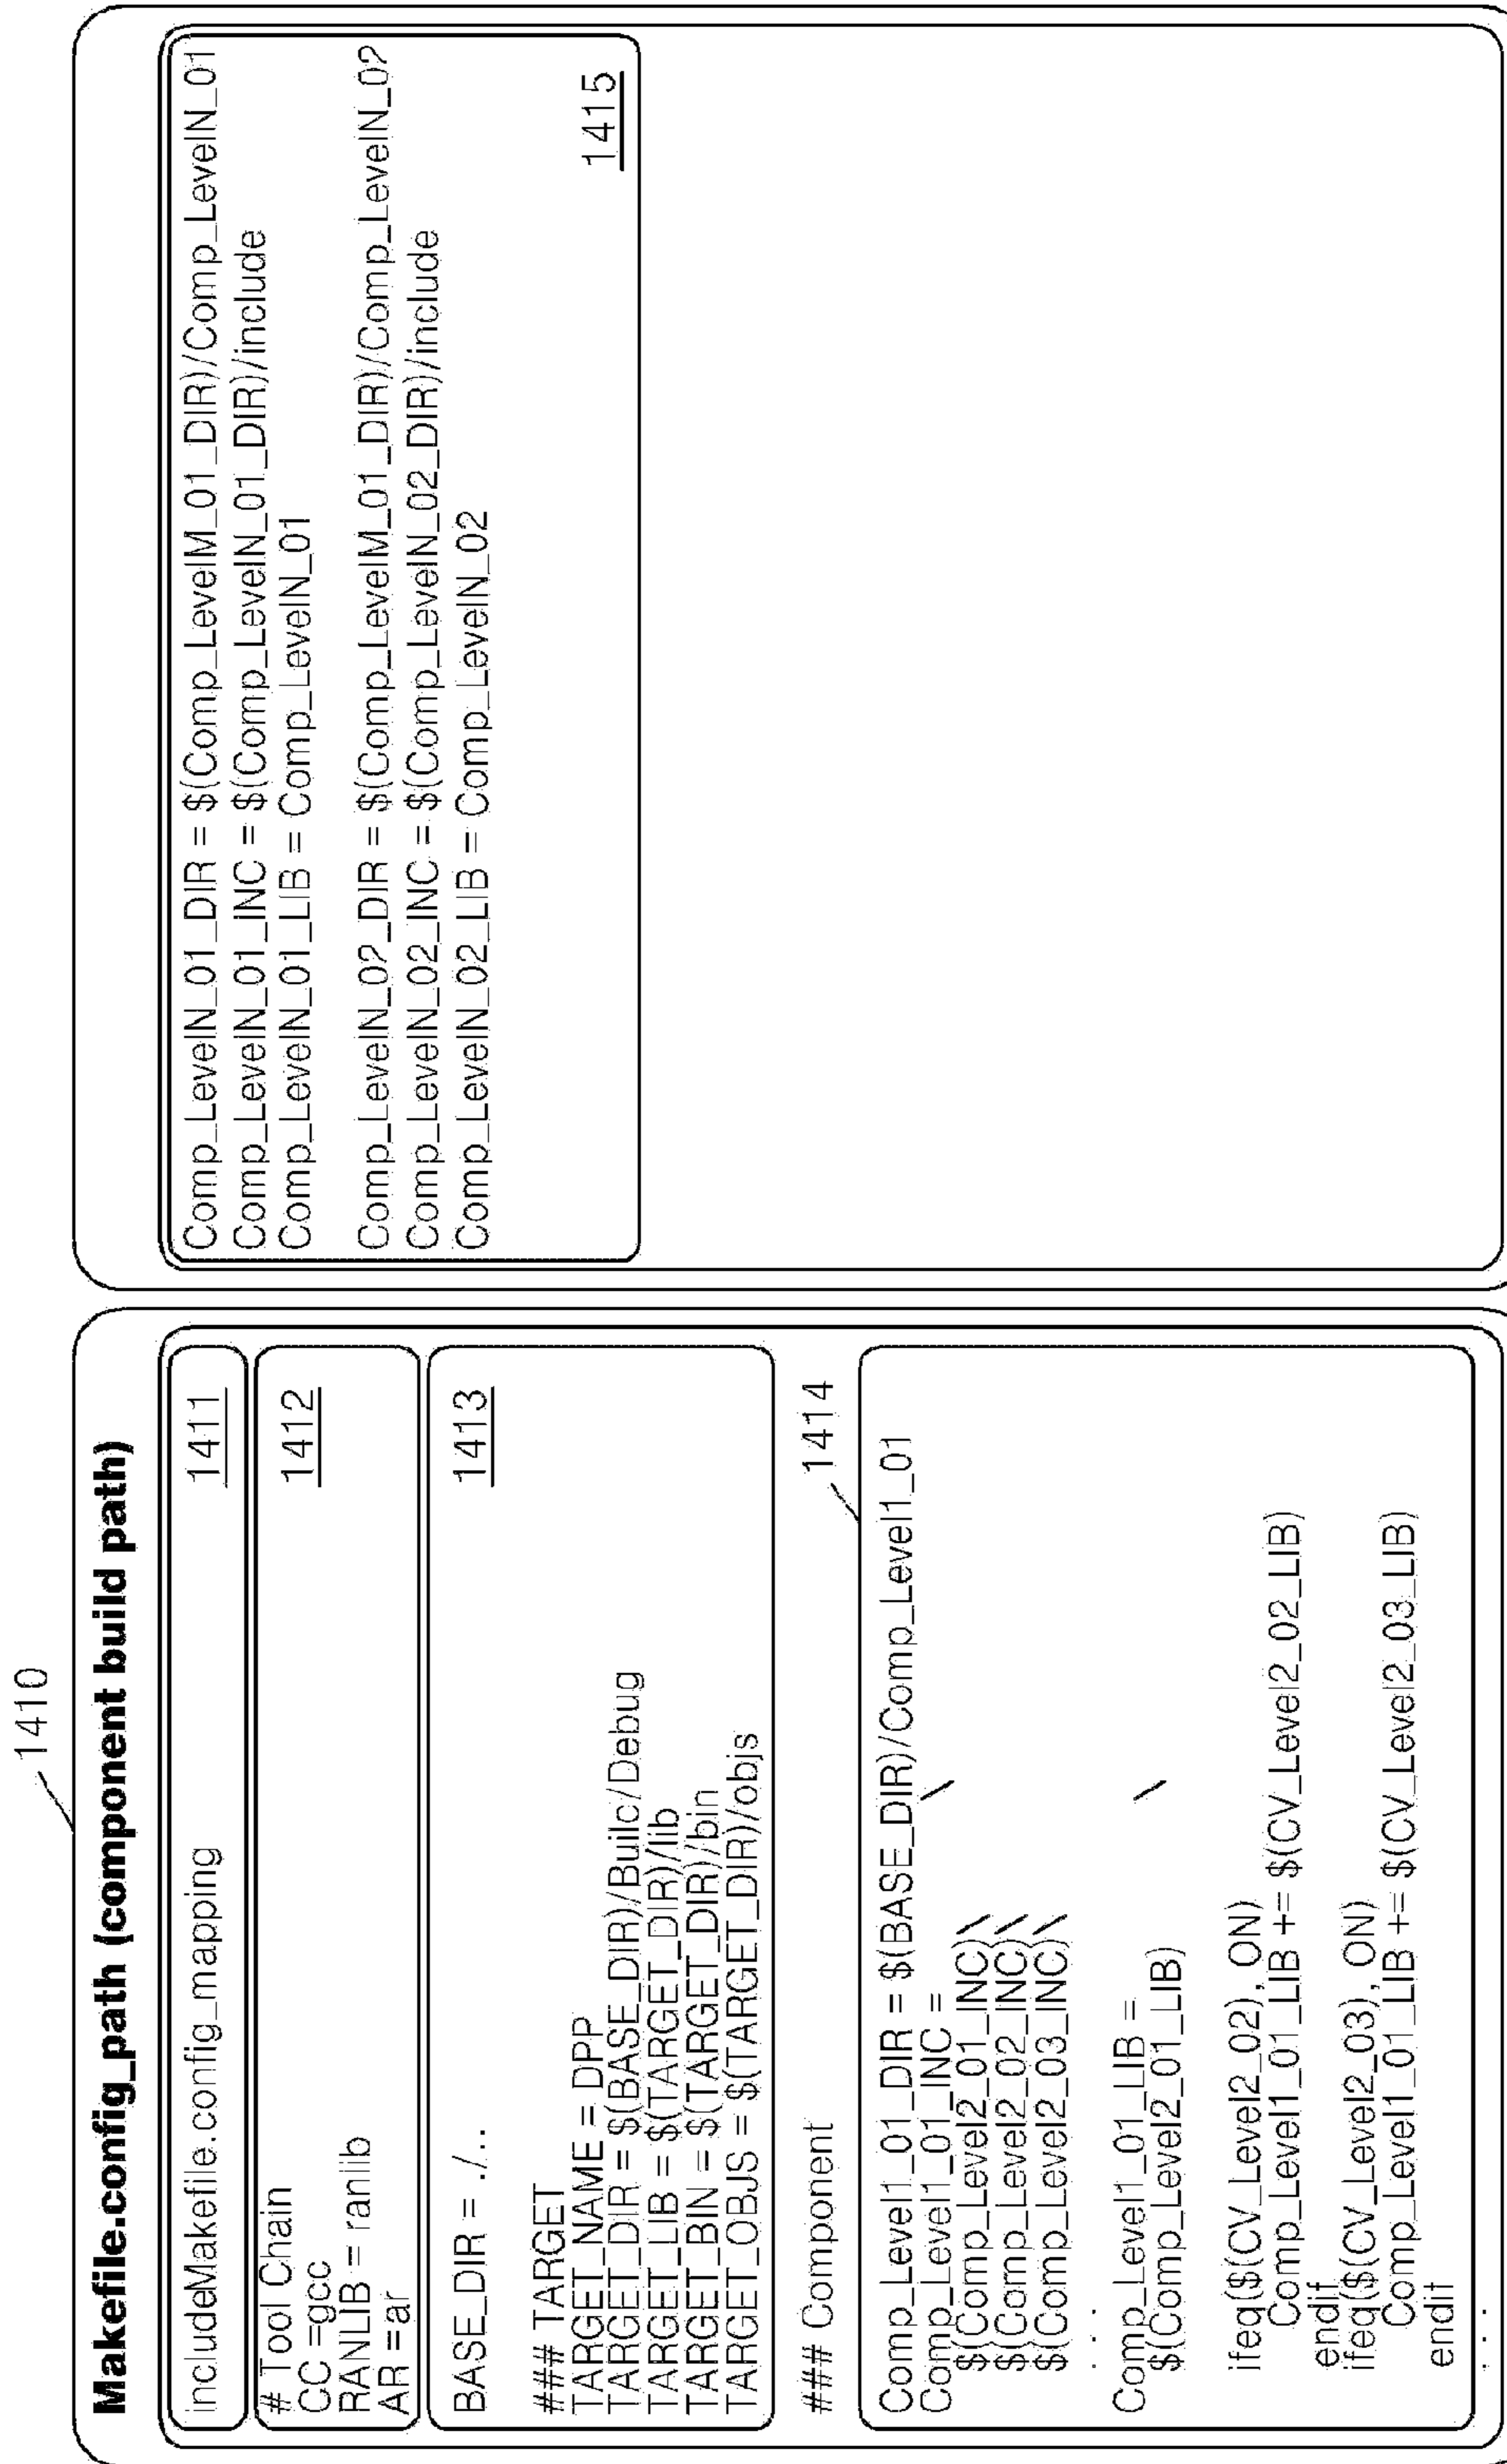 1410
Makefile.config_path (component build path)
includeMakefile.config_mapping
1411
# Tool Chain
CC =gcc
RANLIB = ranlib
AR =ar
1412
BASE_DIR = ./..
1413
### TARGET
TARGET_NAME = DPP
TARGET_DIR = $(BASE_DIR)/Build/Debug
TARGET_LIB = $(TARGET_DIR)/lib
TARGET_BIN = $(TARGET_DIR)/bin
TARGET_OBJS = $(TARGET_DIR)/objs
### Component
1414
Comp_Level1_01_DIR = $(BASE_DIR)/Comp_Level1_01
Comp_Level1_01_INC = \
$(Comp_Level2_01_INC)\
$(Comp_Level2_02_INC)\
$(Comp_Level2_03_INC)\
. . .
Comp_Level1_01_LIB = \
$(Comp_Level2_01_LIB)
ifeq($(CV_Level2_02), ON)
Comp_Level1_01_LIB += $(CV_Level2_02_LIB)
endif
ifeq($(CV_Level2_03), ON)
Comp_Level1_01_LIB += $(CV_Level2_03_LIB)
endif
. . .
Comp_LevelN_01_DIR = $(Comp_LevelM_01_DIR)/Comp_LevelN_01
Comp_LevelN_01_INC = $(Comp_LevelN_01_DIR)/include
Comp_LevelN_01_LIB = Comp_LevelN_01
Comp_LevelN_02_DIR = $(Comp_LevelM_01_DIR)/Comp_LevelN_02
Comp_LevelN_02_INC = $(Comp_LevelN_02_DIR)/include
Comp_LevelN_02_LIB = Comp_LevelN_02
1415